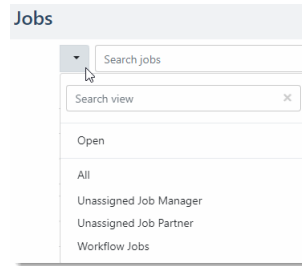 Jobs
Search jobs
Search view
Open
All
Unassigned Job Manager
Unassigned Job Partner
Workflow Jobs